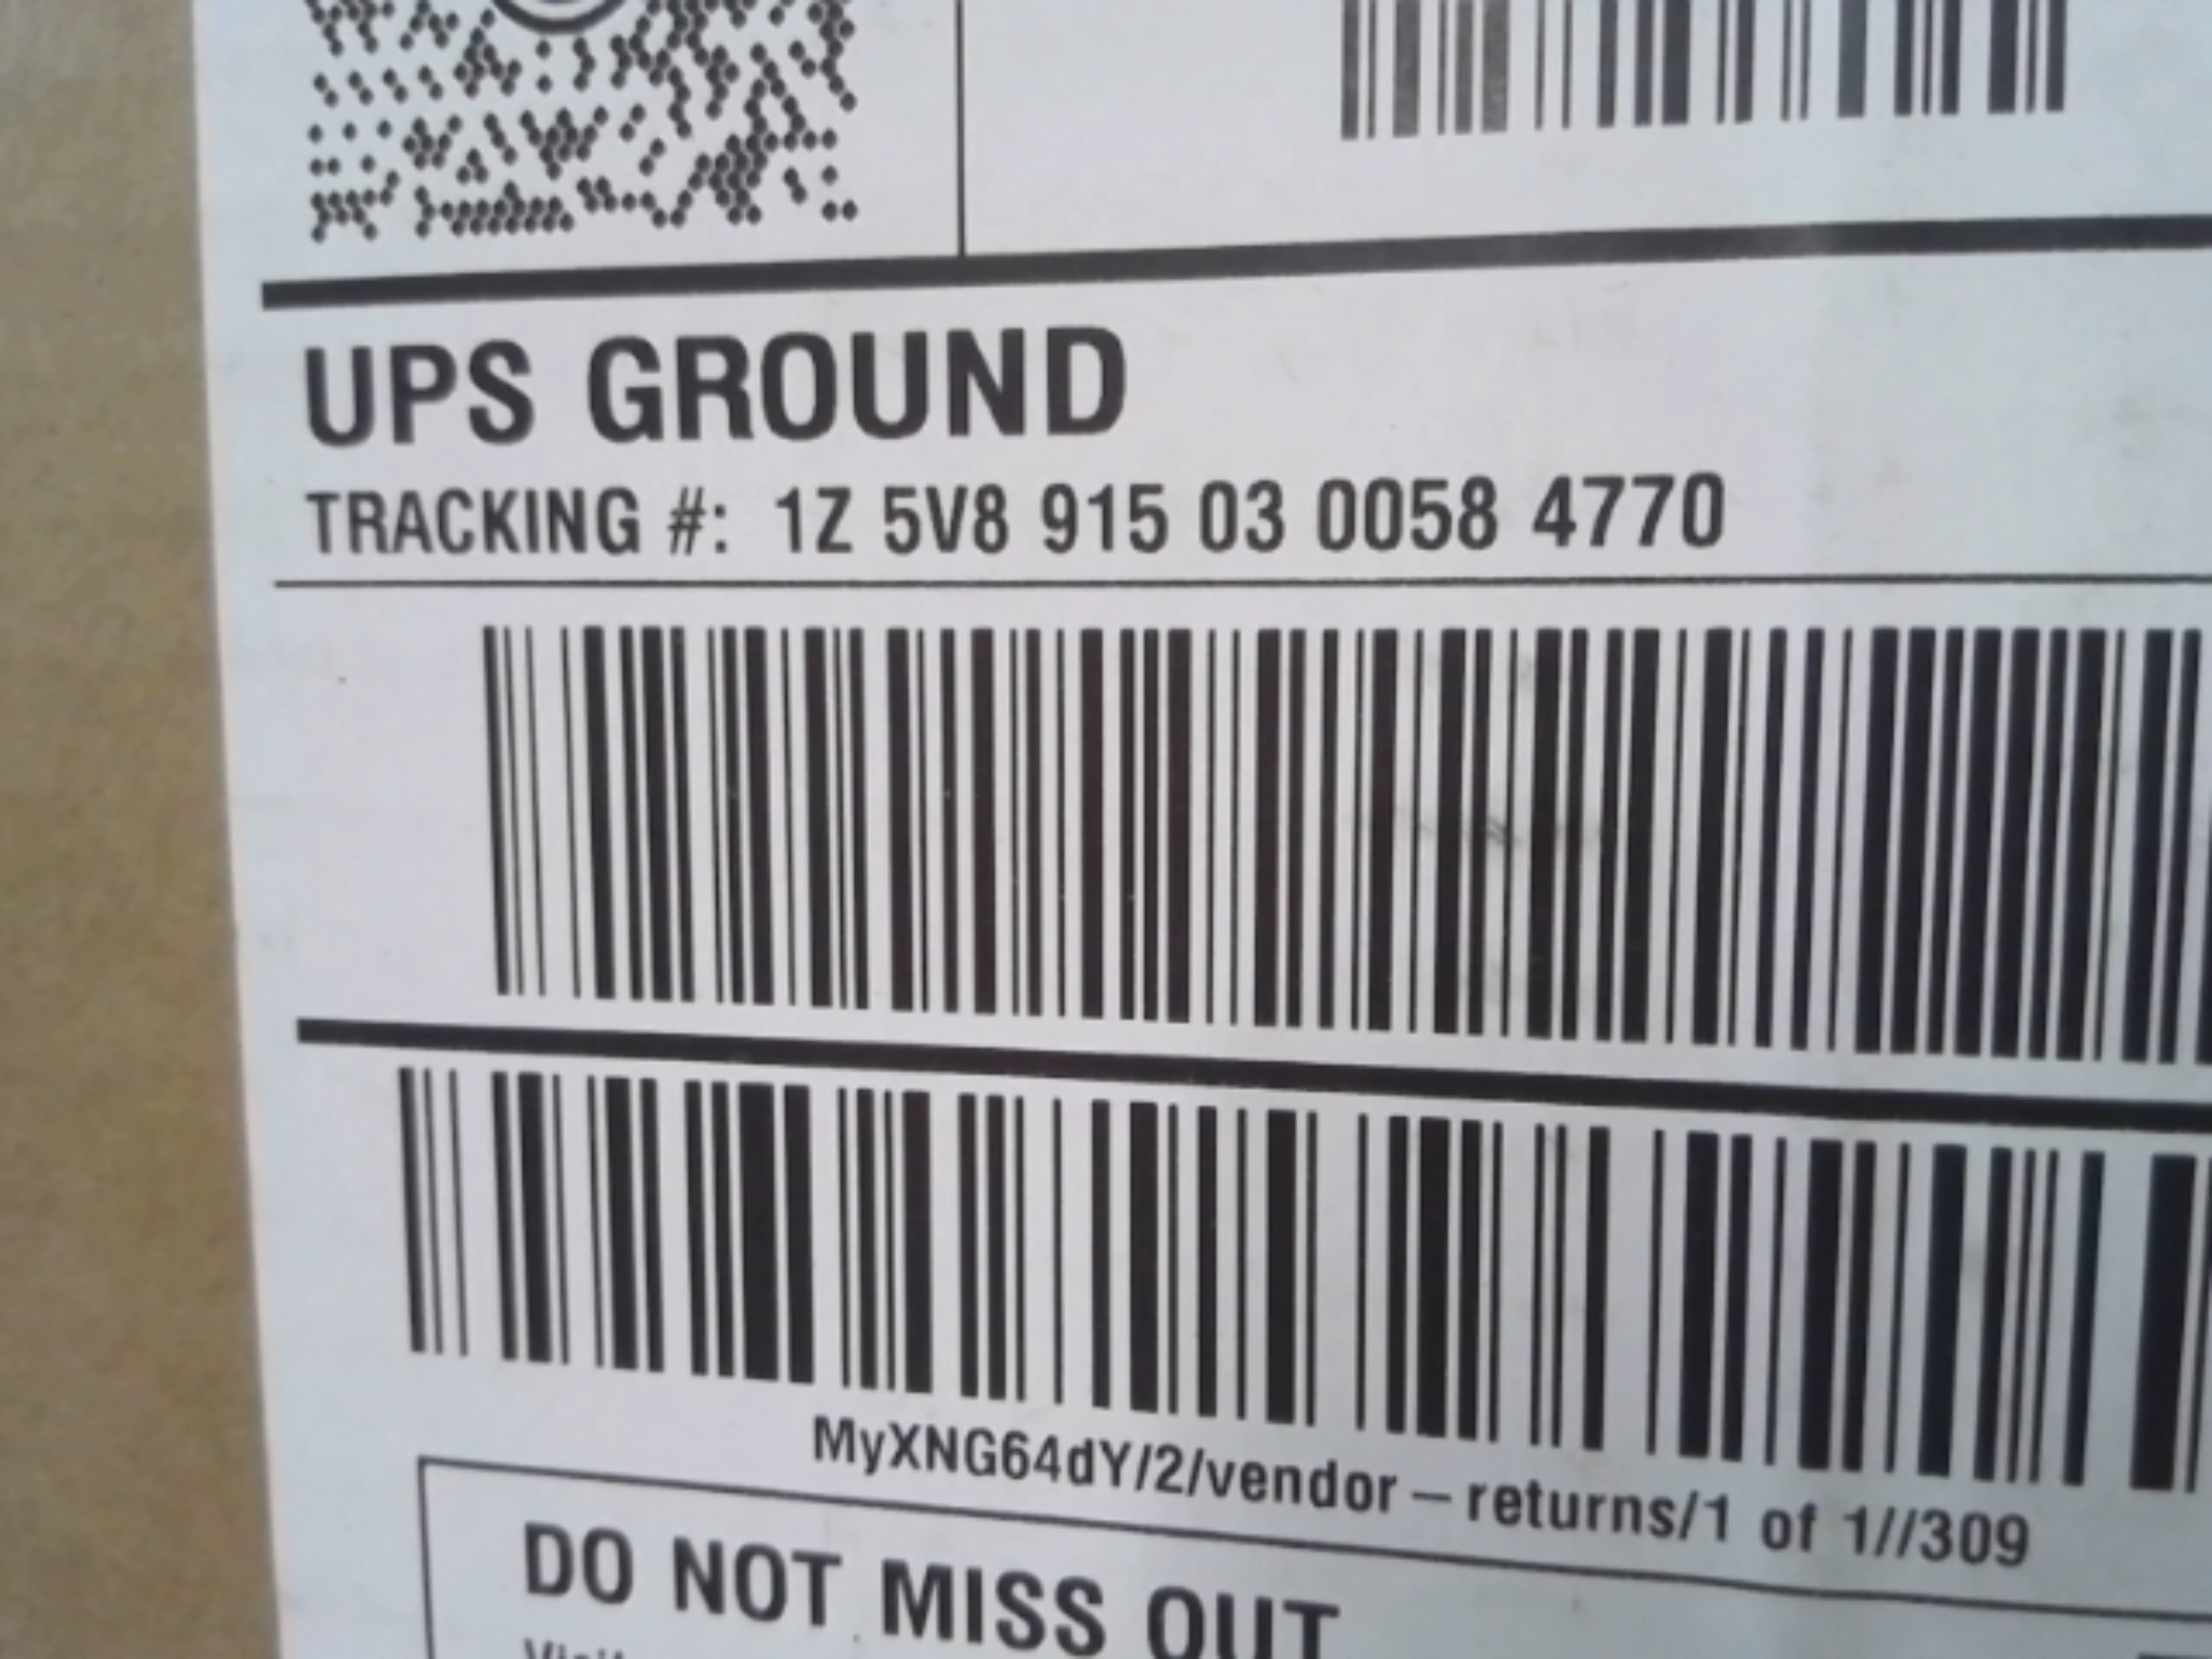 UPS GROUND
TRACKING #: 1Z 5V8 915 03 0058 4770
MyXNG64dY/2/vendor – returns/1 of 1//309
DO NOT MISS OUT